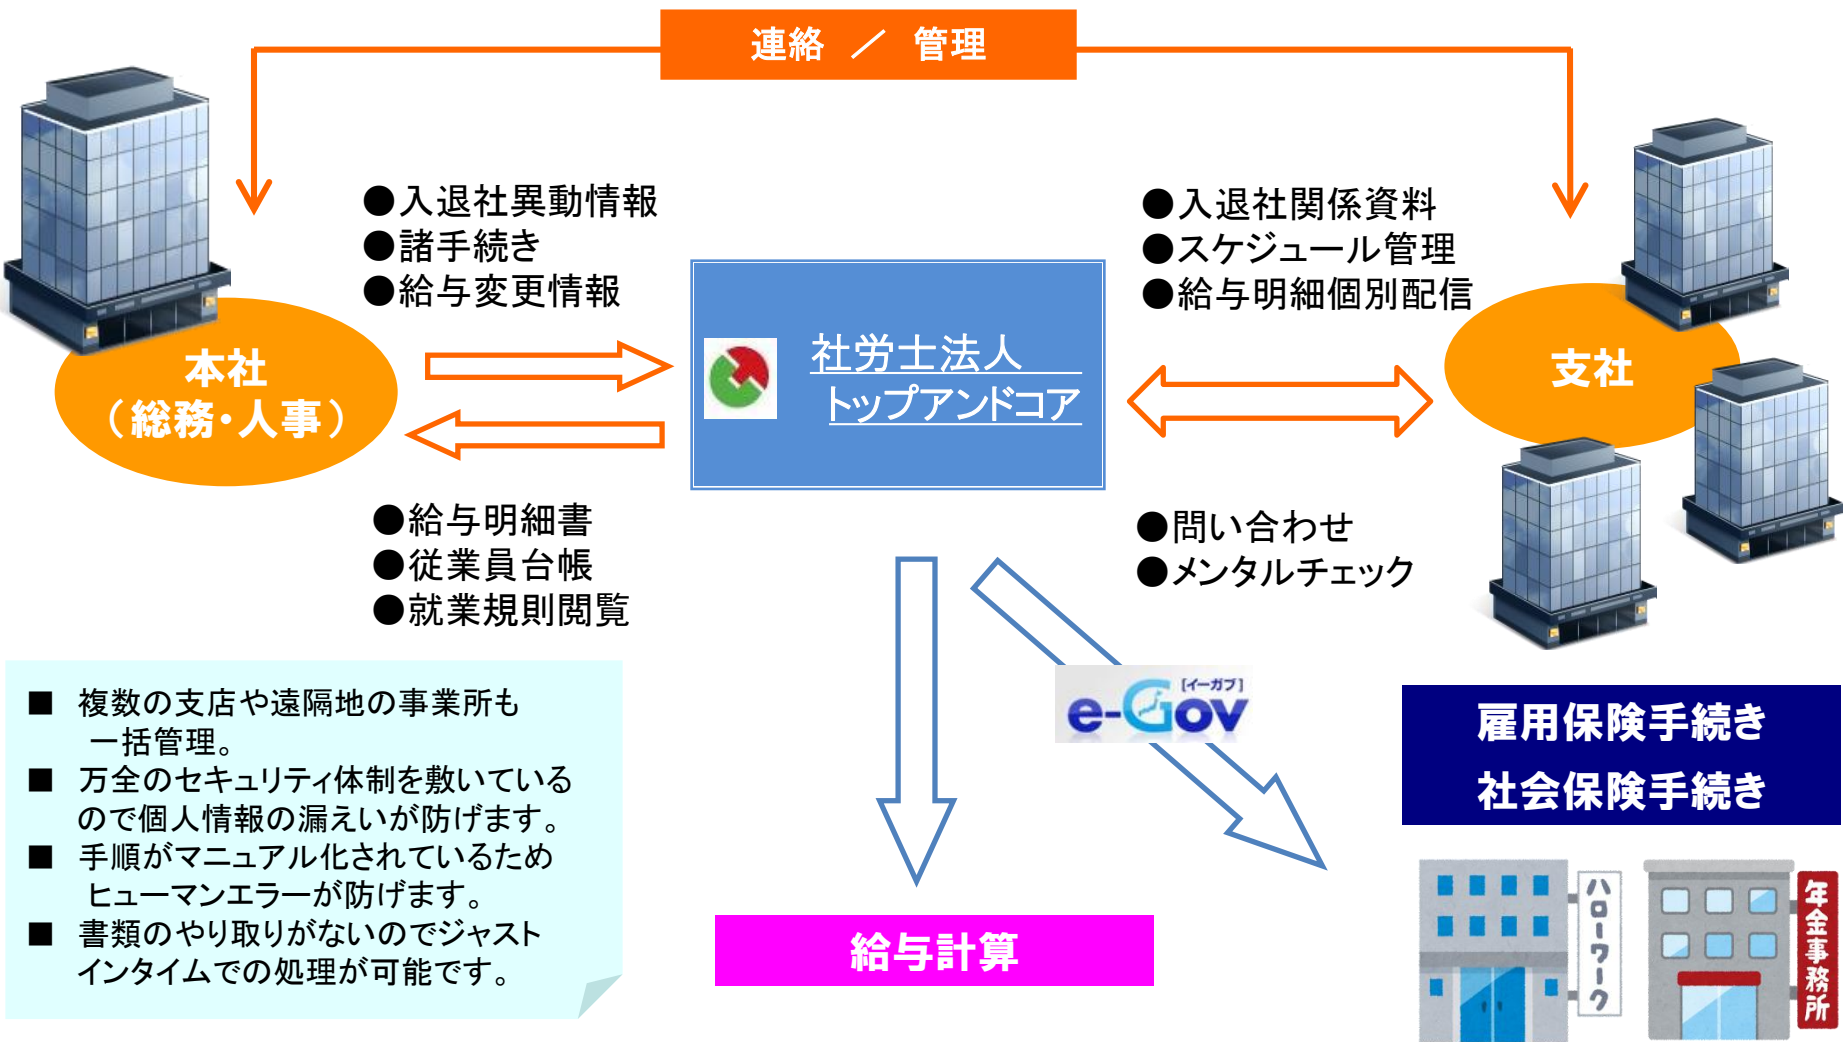 連絡 ／ 管理
●入退社異動情報
●諸手続き
●給与変更情報
●入退社関係資料
●スケジュール管理
●給与明細個別配信
本社
（総務・人事）
社労士法人
トップアンドコア
支社
●給与明細書
●従業員台帳
●就業規則閲覧
●問い合わせ
●メンタルチェック
■ 複数の支店や遠隔地の事業所も
一括管理。
■ 万全のセキュリティ体制を敷いている
ので個人情報の漏えいが防げます。
■ 手順がマニュアル化されているため
ヒューマンエラーが防げます。
■ 書類のやり取りがないのでジャスト
インタイムでの処理が可能です。
[イーガブ]
e-Gov
雇用保険手続き
社会保険手続き
給与計算
ハローワーク
年金事務所